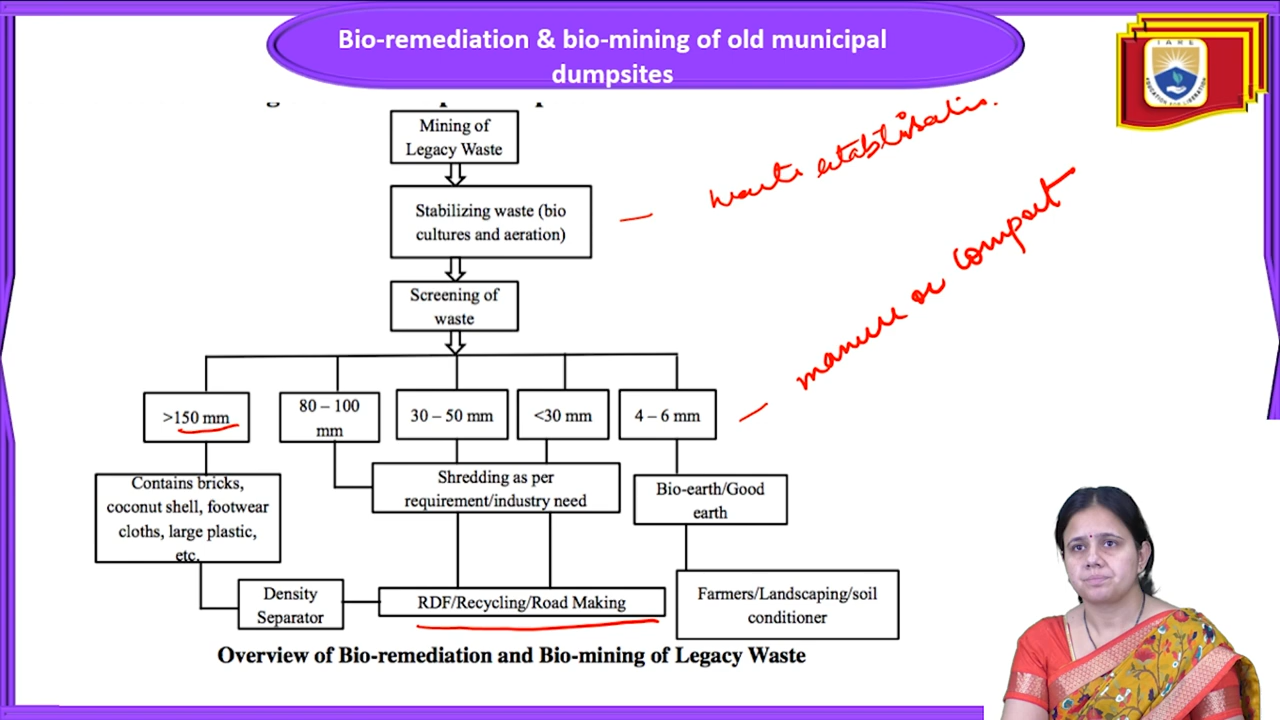 Bio-remediation & bio-mining of old municipal
dumpsites
IARE
EDUCATION FOR LIBERATION
Mining of
Legacy Waste
Stabilizing waste (bio
cultures and aeration)
waste
Screening of
waste
manure or compost
>150 mm
80 – 100
mm
30 – 50 mm
<30 mm
4 – 6 mm
Contains bricks,
coconut shell, footwear
cloths, large plastic,
etc.
Shredding as per
requirement/industry need
Bio-earth/Good
earth
Density
Separator
RDF/Recycling/Road Making
Farmers/Landscaping/soil
conditioner
Overview of Bio-remediation and Bio-mining of Legacy Waste